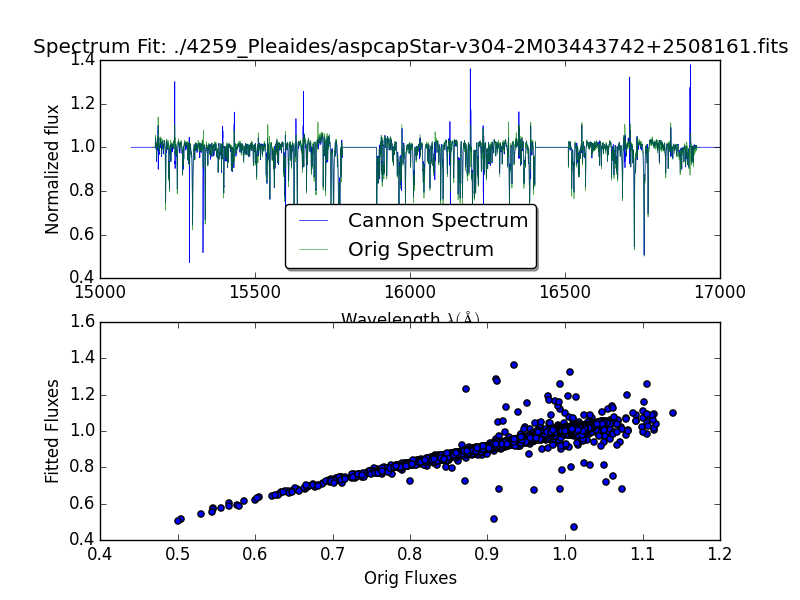 Spectrum Fit: ./4259_Pleaides/aspcapStar-v304-2M03443742+2508161.fits
1.4
1.2
1.0
0.8
0.6
0.4
Normalized flux
Cannon Spectrum
Orig Spectrum
15000 15500 16000 16500 17000
Wavelength λ(Å)
1.6
1.4
1.2
1.0
0.8
0.6
0.4
Fitted Fluxes
0.4 0.5 0.6 0.7 0.8 0.9 1.0 1.1 1.2
Orig Fluxes